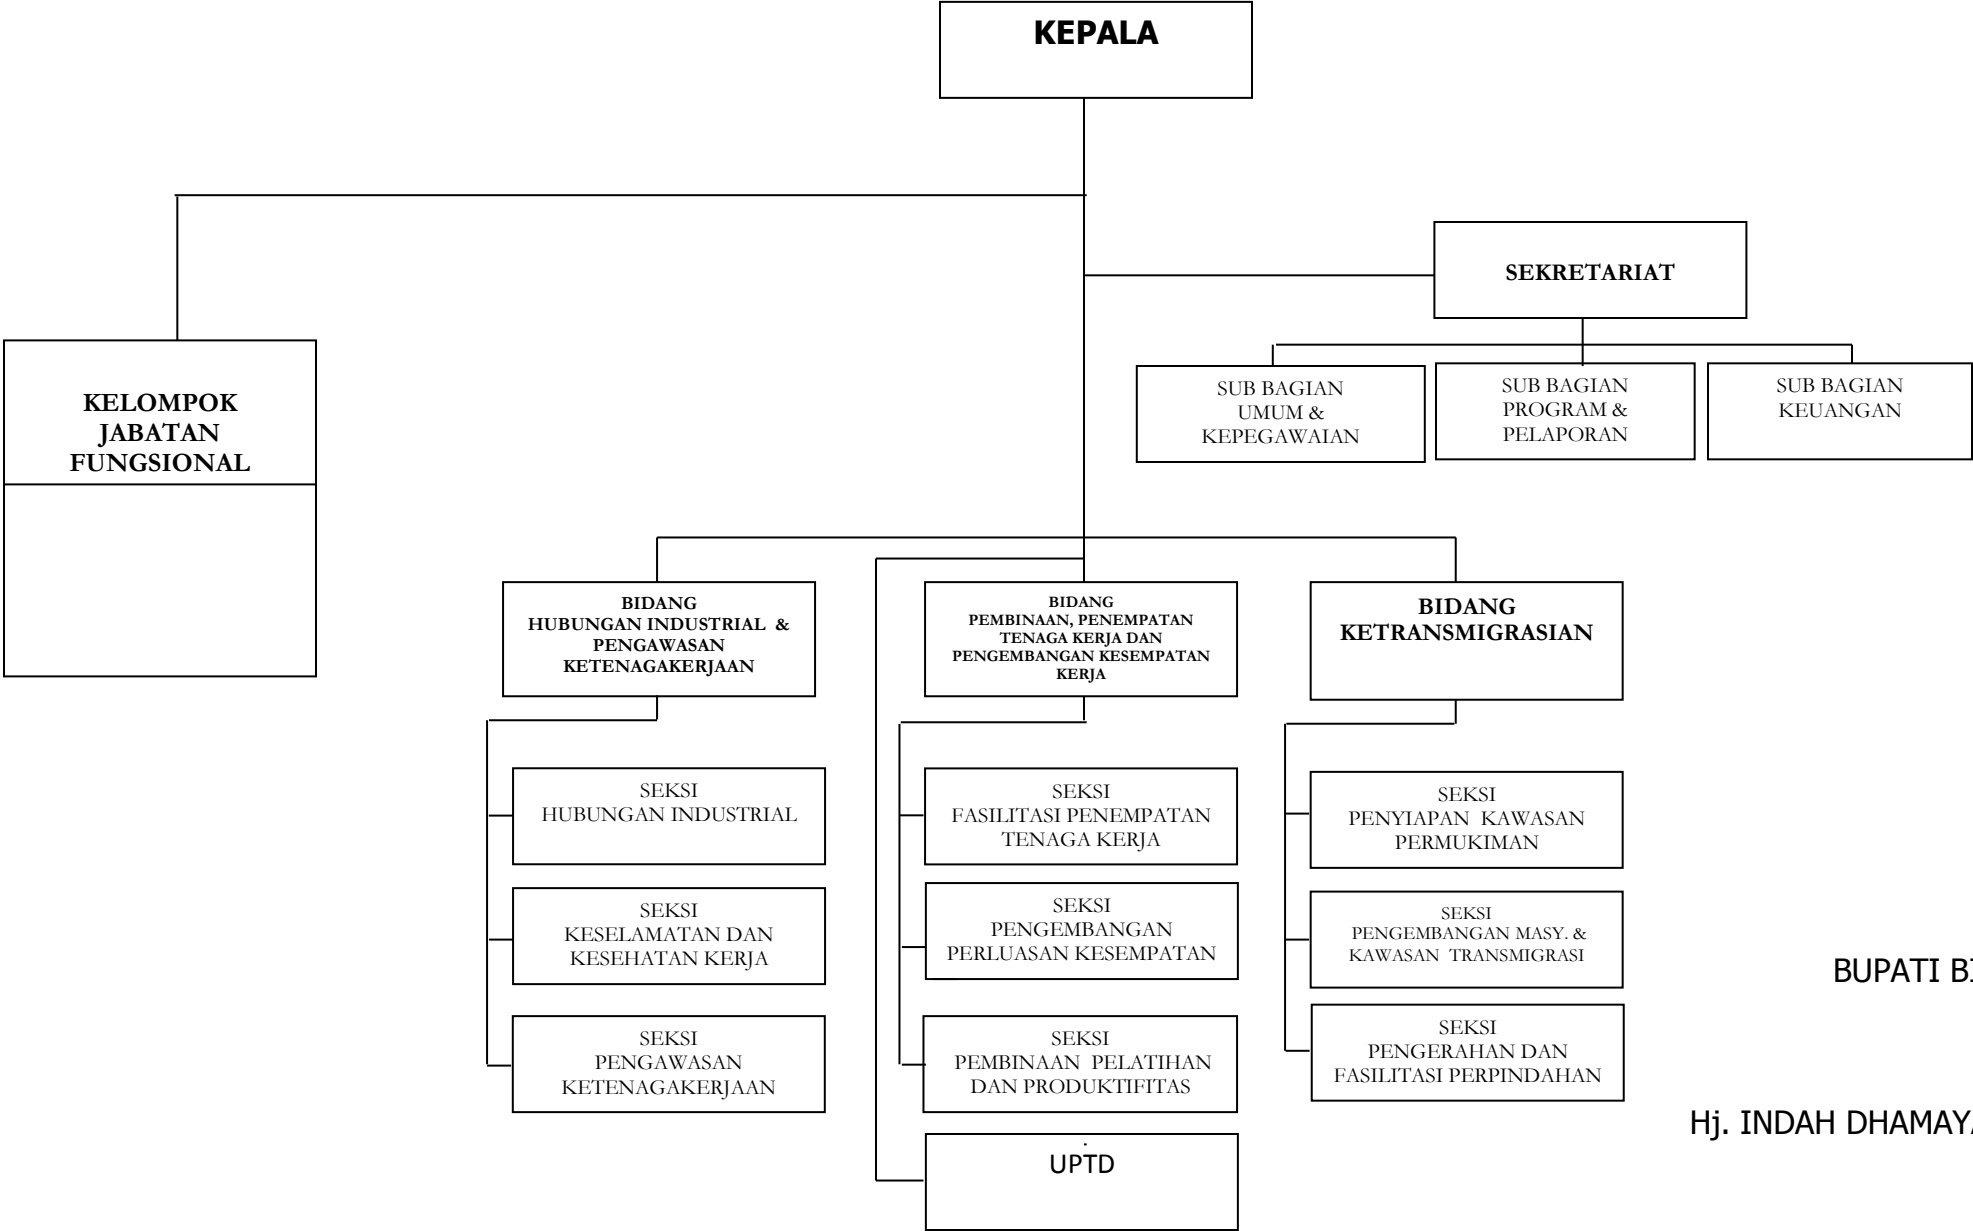 KEPALA
SEKRETARIAT
SUB BAGIAN
UMUM &
KEPEGAWAIAN
SUB BAGIAN
PROGRAM &
PELAPORAN
SUB BAGIAN
KEUANGAN
KELOMPOK
JABATAN
FUNGSIONAL
BIDANG
HUBUNGAN INDUSTRIAL &
PENGAWASAN
KETENAGAKERJAAN
BIDANG
PEMBINAAN, PENEMPATAN
TENAGA KERJA DAN
PENGEMBANGAN KESEMPATAN
KERJA
BIDANG
KETRANSMIGRASIAN
SEKSI
HUBUNGAN INDUSTRIAL
SEKSI
KESELAMATAN DAN
KESEHATAN KERJA
SEKSI
PENGAWASAN
KETENAGAKERJAAN
SEKSI
FASILITASI PENEMPATAN
TENAGA KERJA
SEKSI
PENGEMBANGAN
PERLUASAN KESEMPATAN
SEKSI
PEMBINAAN PELATIHAN
DAN PRODUKTIFITAS
.
UPTD
SEKSI
PENYIAPAN KAWASAN
PERMUKIMAN
SEKSI
PENGEMBANGAN MASY. &
KAWASAN TRANSMIGRASI
SEKSI
PENGERAHAN DAN
FASILITASI PERPINDAHAN
BUPATI
Hj. INDAH